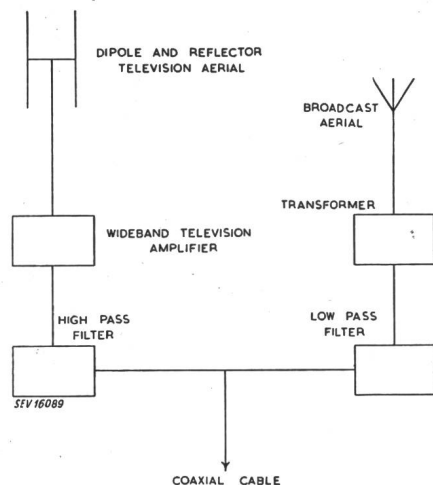 DIPOLE AND REFLECTOR
TELEVISION AERIAL
BROADCAST
AERIAL
TRANSFORMER
WIDEBAND TELEVISION
AMPLIFIER
HIGH PASS
FILTER
LOW PASS
FILTER
SEV 16089
COAXIAL CABLE